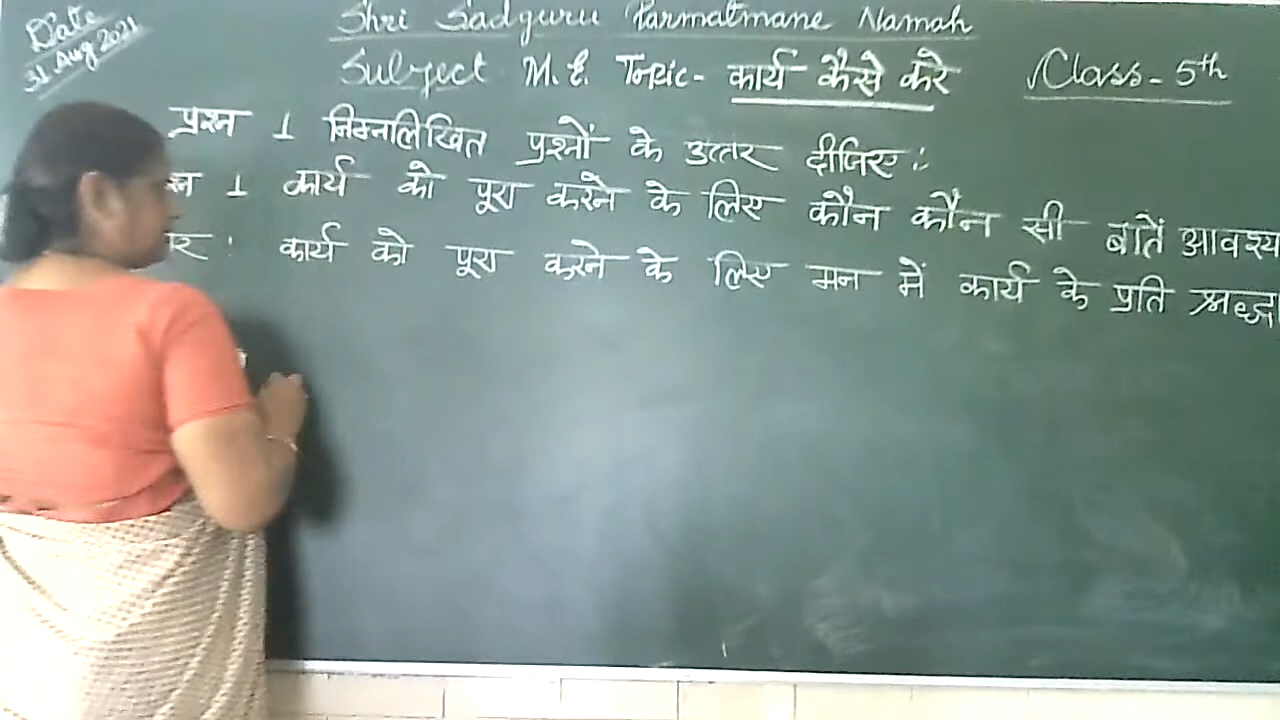 Date
31 Aug 2021
Shri Sadguru Parmatmane Namah
Subject M.E. Topic- कार्य कैसे करे Class-5th
प्रश्न 1 निम्नलिखित प्रश्नों के उत्तर दीजिए :-
1 कार्य को पूरा करने के लिए कौन कौन सी बातें आवश्य
कार्य को पूरा करने के लिए मन में कार्य के प्रति श्रद्धा